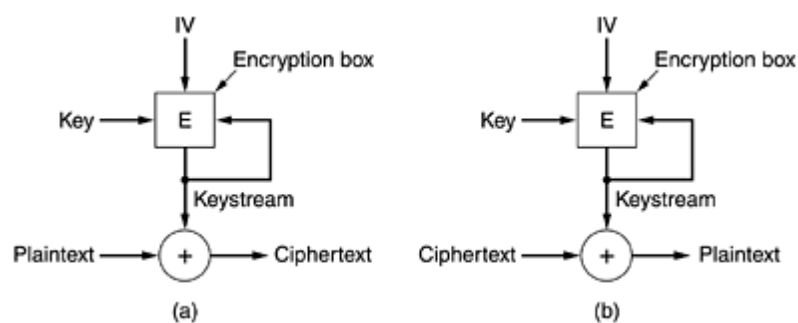 IV
Encryption box
Key
E
Keystream
Plaintext
+
Ciphertext
(a)
IV
Encryption box
Key
E
Keystream
Ciphertext
+
Plaintext
(b)